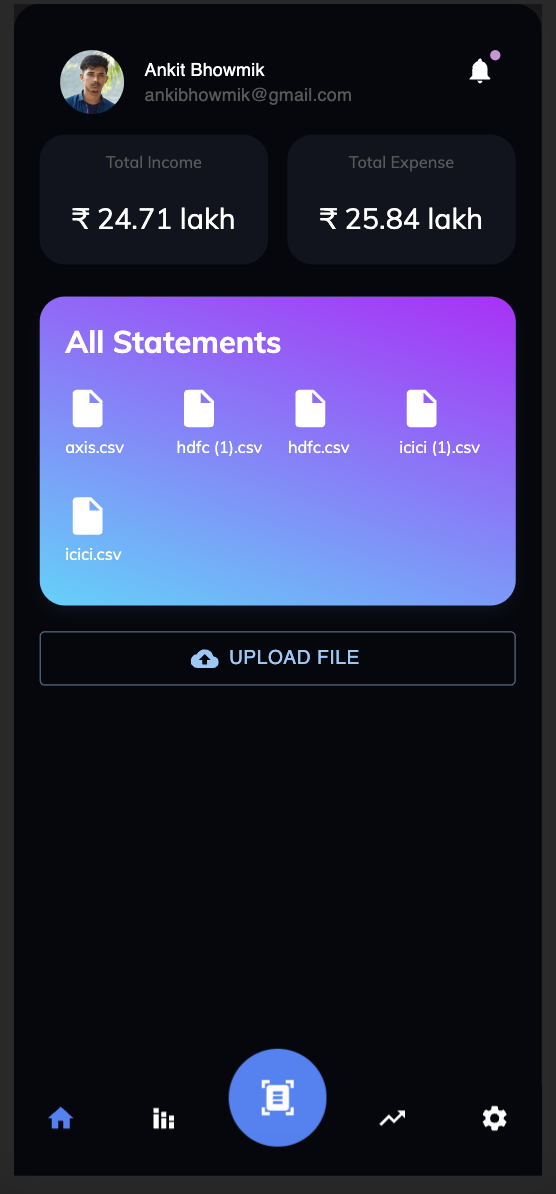 Ankit Bhowmik
ankibhowmik@gmail.com
Total Income
₹ 24.71 lakh
Total Expense
₹ 25.84 lakh
All Statements
axis.csv
hdfc (1).csv
hdfc.csv
icici (1).csv
icici.csv
UPLOAD FILE